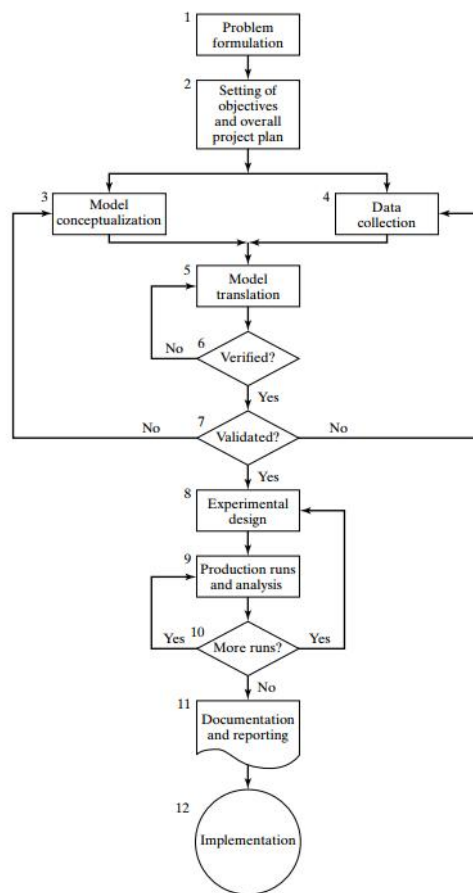 1
Problem
formulation
2
Setting of
objectives
and overall
project plan
3
Model
conceptualization
4
Data
collection
5
Model
translation
6
No
Verified?
Yes
7
No
Validated?
No
Yes
8
Experimental
design
9
Production runs
and analysis
10
Yes
More runs?
Yes
No
11
Documentation
and reporting
12
Implementation